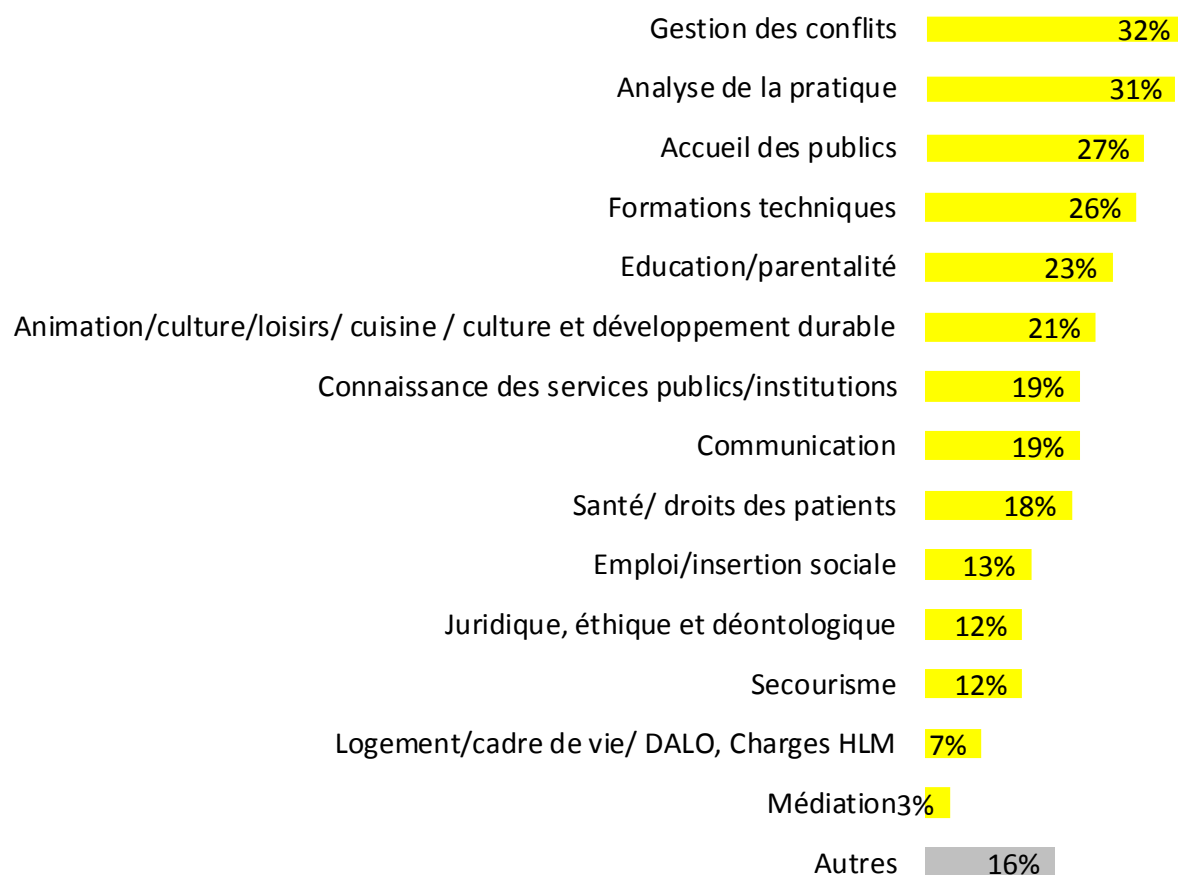 Gestion des conflits 32%
Analyse de la pratique 31%
Accueil des publics 27%
Formations techniques 26%
Education/parentalité 23%
Animation/culture/loisirs/ cuisine / culture et développement durable 21%
Connaissance des services publics/institutions 19%
Communication 19%
Santé/ droits des patients 18%
Emploi/insertion sociale 13%
Juridique, éthique et déontologique 12%
Secourisme 12%
Logement/cadre de vie/ DALO, Charges HLM 7%
Médiation 3%
Autres 16%